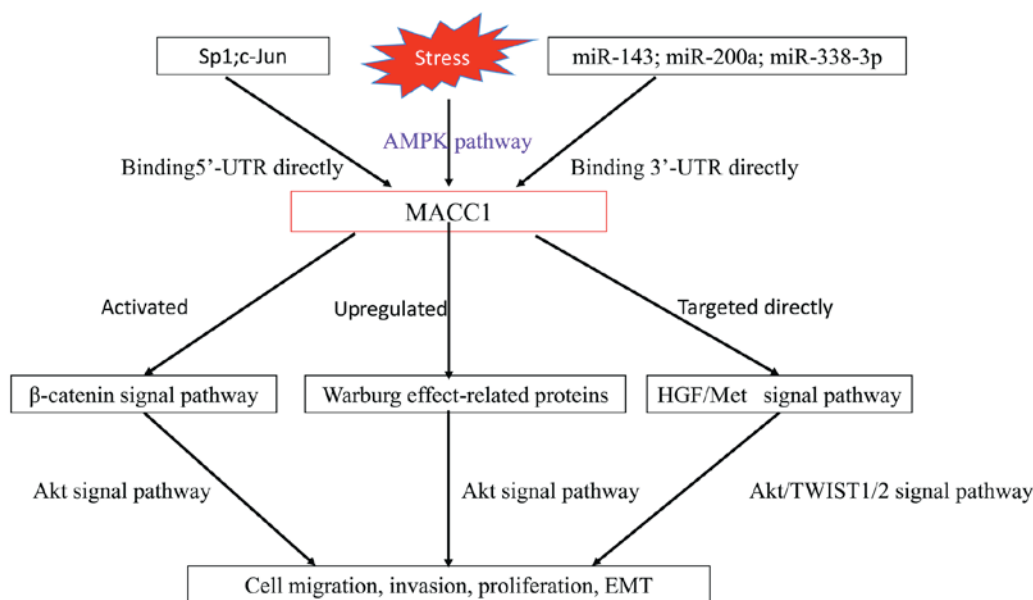 Sp1;c-Jun
Stress
miR-143; miR-200a; miR-338-3p
AMPK pathway
Binding5’-UTR directly
Binding 3’-UTR directly
MACC1
Activated
Upregulated
Targeted directly
β-catenin signal pathway
Warburg effect-related proteins
HGF/Met signal pathway
Akt signal pathway
Akt signal pathway
Akt/TWIST1/2 signal pathway
Cell migration, invasion, proliferation, EMT